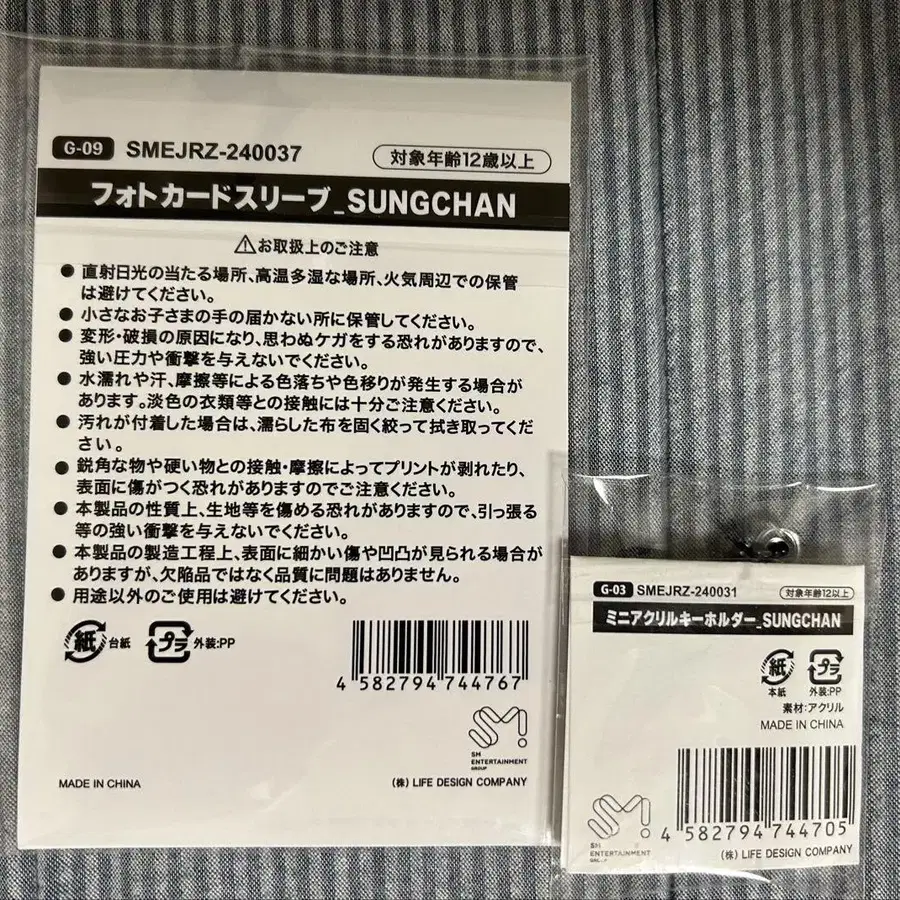 G-09 SMEJRZ-240037 対象年齢12歳以上
フォトカードスリーブ_SUNGCHAN
⚠お取扱上のご注意
●直射日光の当たる場所、高温多湿な場所、火気周辺での保管
は避けてください。
●小さなお子さまの手の届かない所に保管してください。
●変形・破損の原因になり、思わぬケガをする恐れがありますので、
強い圧力や衝撃を与えないでください。
●水濡れや汗、摩擦等による色落ちや色移りが発生する場合が
あります。淡色の衣類等との接触には十分ご注意ください。
●汚れが付着した場合は、濡らした布を固く絞って拭き取ってくだ
さい。
●鋭角な物や硬い物との接触・摩擦によってプリントが剥れたり、
表面に傷がつく恐れがありますのでご注意ください。
●本製品の性質上、生地等を傷める恐れがありますので、引っ張る
等の強い衝撃を与えないでください。
●本製品の製造工程上、表面に細かい傷や凹凸が見られる場合が
ありますが、欠陥品ではなく品質に問題はありません。
●用途以外のご使用は避けてください。
紙 台紙 プラ 外装:PP
4 582794 744767
SM!
SM
ENTERTAINMENT
GROUP
MADE IN CHINA
(株) LIFE DESIGN COMPANY
G-03 SMEJRZ-240031 対象年齢12以上
ミニアクリルキーホルダー_SUNGCHAN
紙 プラ
本紙 外装:PP
素材:アクリル
MADE IN CHINA
4 582794 744705
SM!
SM
ENTERTAINMENT
GROUP
(株) LIFE DESIGN COMPANY